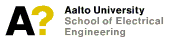 A?
Aalto University
School of Electrical
Engineering